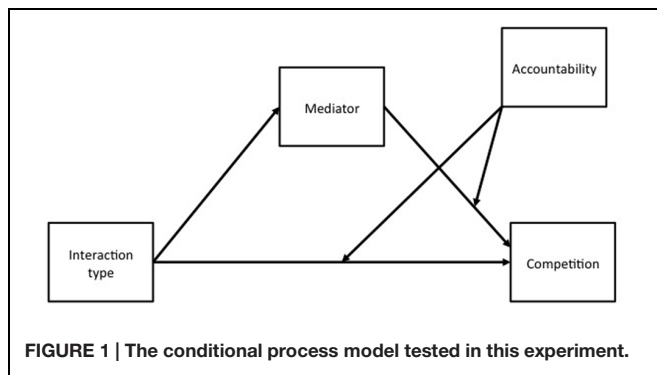 Accountability
Mediator
Interaction
type
Competition
FIGURE 1 | The conditional process model tested in this experiment.